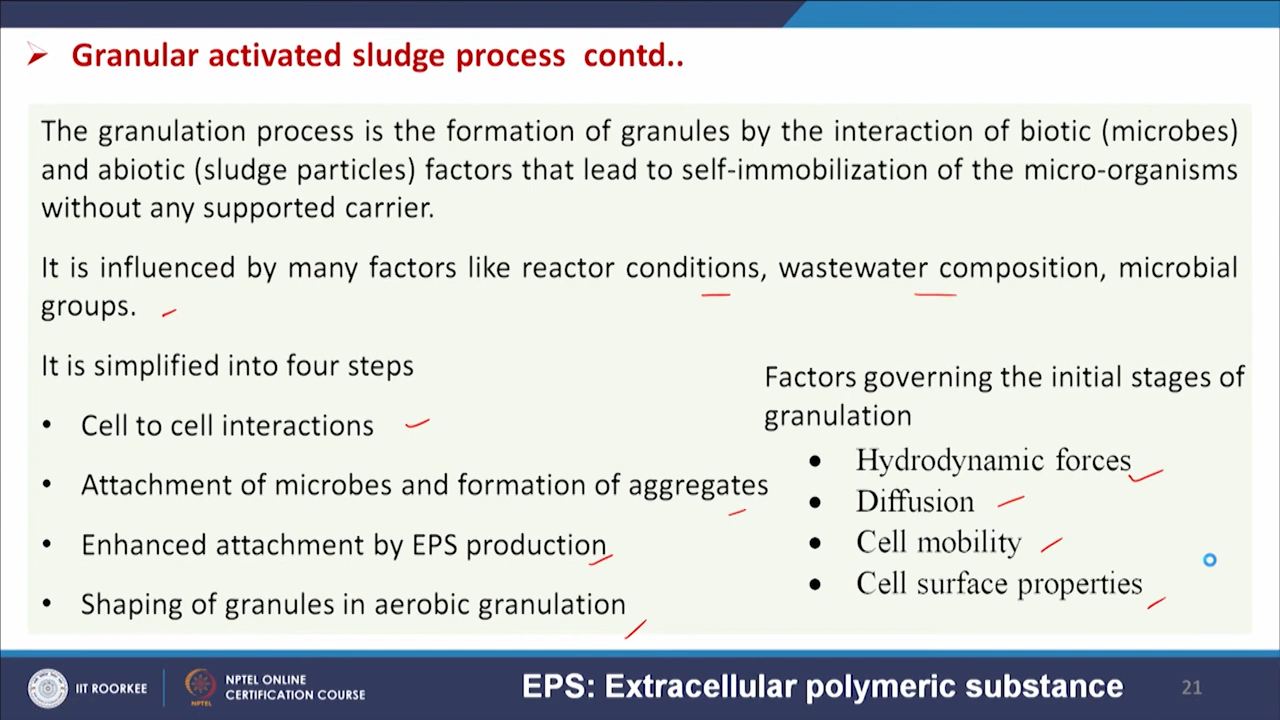 Granular activated sludge process contd..
The granulation process is the formation of granules by the interaction of biotic (microbes)
and abiotic (sludge particles) factors that lead to self-immobilization of the micro-organisms
without any supported carrier.
It is influenced by many factors like reactor conditions, wastewater composition, microbial
groups.
It is simplified into four steps
• Cell to cell interactions
• Attachment of microbes and formation of aggregates
• Enhanced attachment by EPS production
• Shaping of granules in aerobic granulation
Factors governing the initial stages of
granulation
• Hydrodynamic forces
• Diffusion
• Cell mobility
• Cell surface properties
IIT ROORKEE
NPTEL
NPTEL ONLINE
CERTIFICATION COURSE
EPS: Extracellular polymeric substance
21